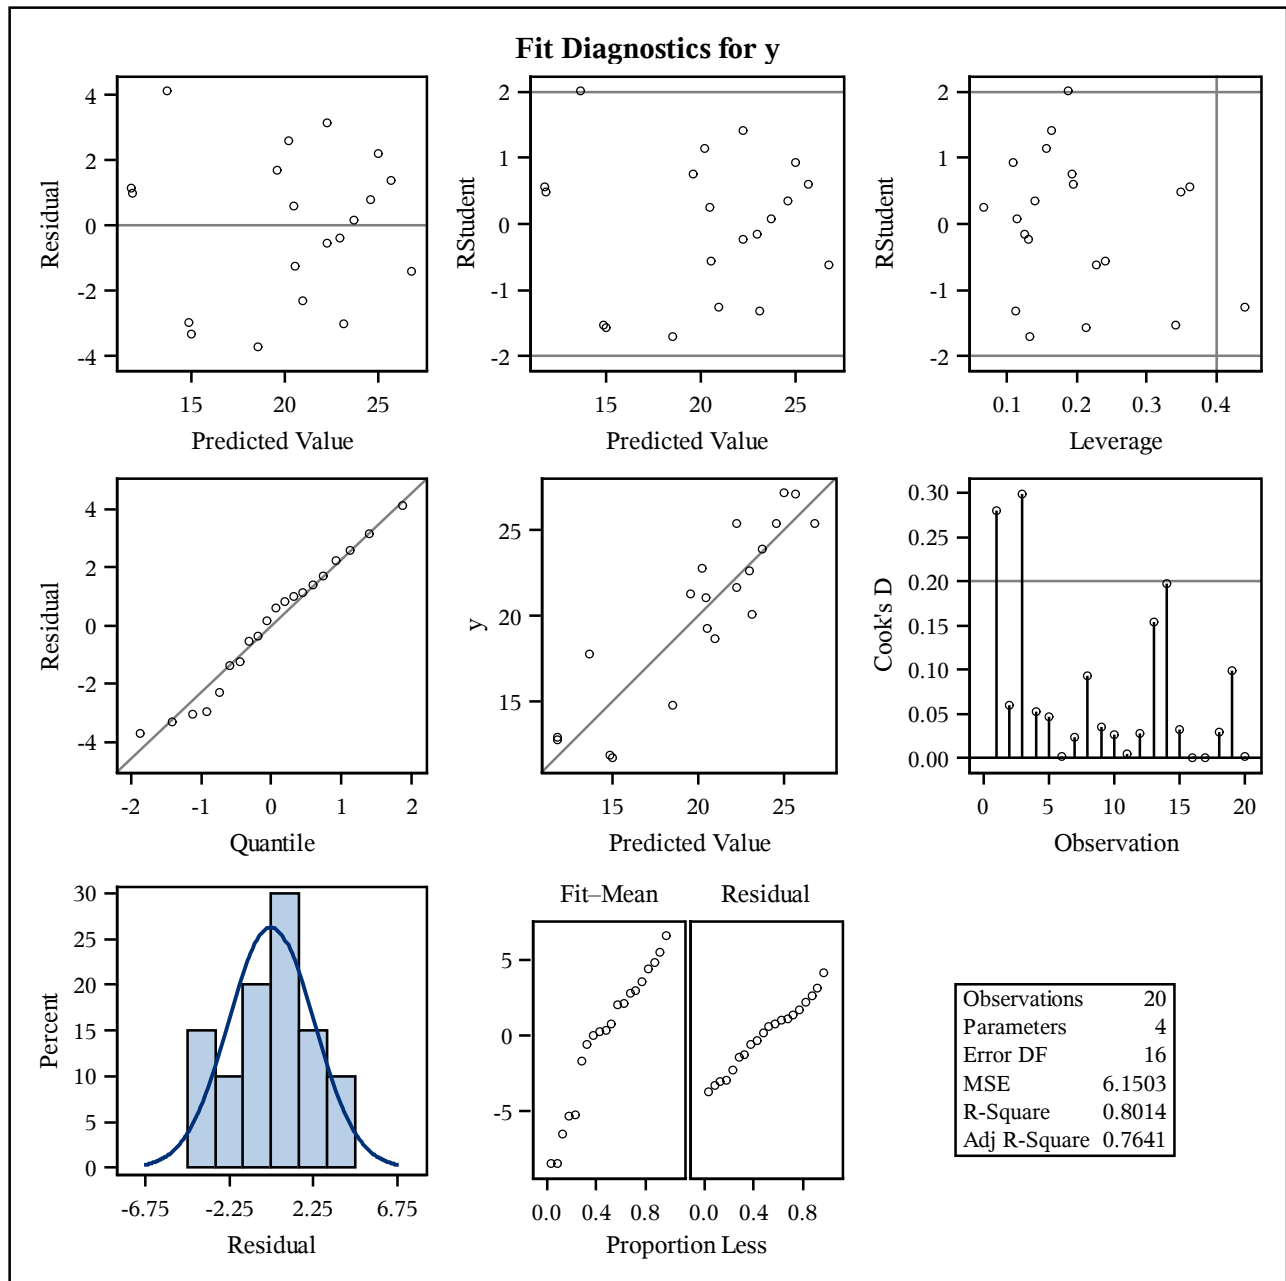 Fit Diagnostics for y
4
2
0
-2
-4
Residual
15 20 25
Predicted Value
2
1
0
-1
-2
RStudent
15 20 25
Predicted Value
2
1
0
-1
-2
RStudent
0.1 0.2 0.3 0.4
Leverage
4
2
0
-2
-4
Residual
-2 -1 0 1 2
Quantile
25
20
15
y
15 20 25
Predicted Value
0.30
0.25
0.20
0.15
0.10
0.05
0.00
Cook's D
0 5 10 15 20
Observation
30
25
20
15
10
5
0
Percent
-6.75 -2.25 2.25 6.75
Residual
Fit–Mean Residual
5
0
-5
0.0 0.4 0.8 0.0 0.4 0.8
Proportion Less
Observations 20
Parameters 4
Error DF 16
MSE 6.1503
R-Square 0.8014
Adj R-Square 0.7641